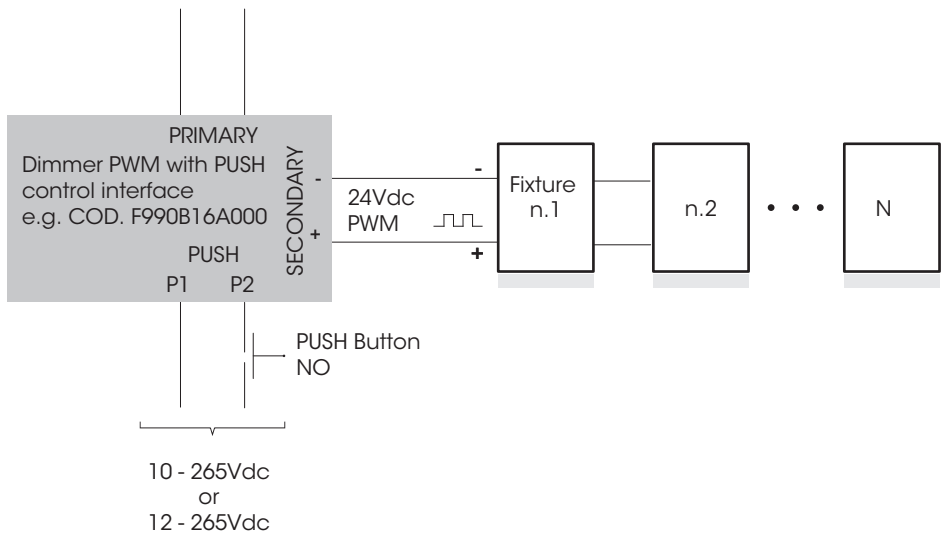 PRIMARY
Dimmer PWM with PUSH
control interface
e.g. COD. F990B16A000
PUSH
P1 P2
SECONDARY
-
+
24Vdc
PWM
-
+
Fixture
n.1
n.2
• • •
N
PUSH Button
NO
10 - 265Vdc
or
12 - 265Vdc